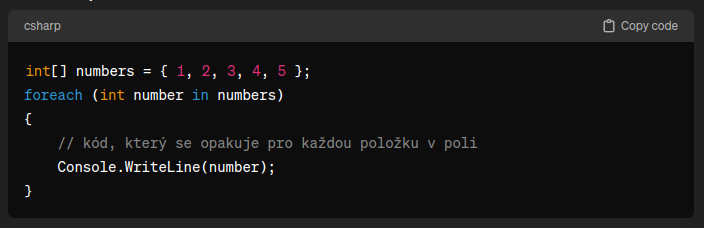 csharp Copy code
int[] numbers = { 1, 2, 3, 4, 5 };
foreach (int number in numbers)
{
    // kód, který se opakuje pro každou položku v poli
    Console.WriteLine(number);
}